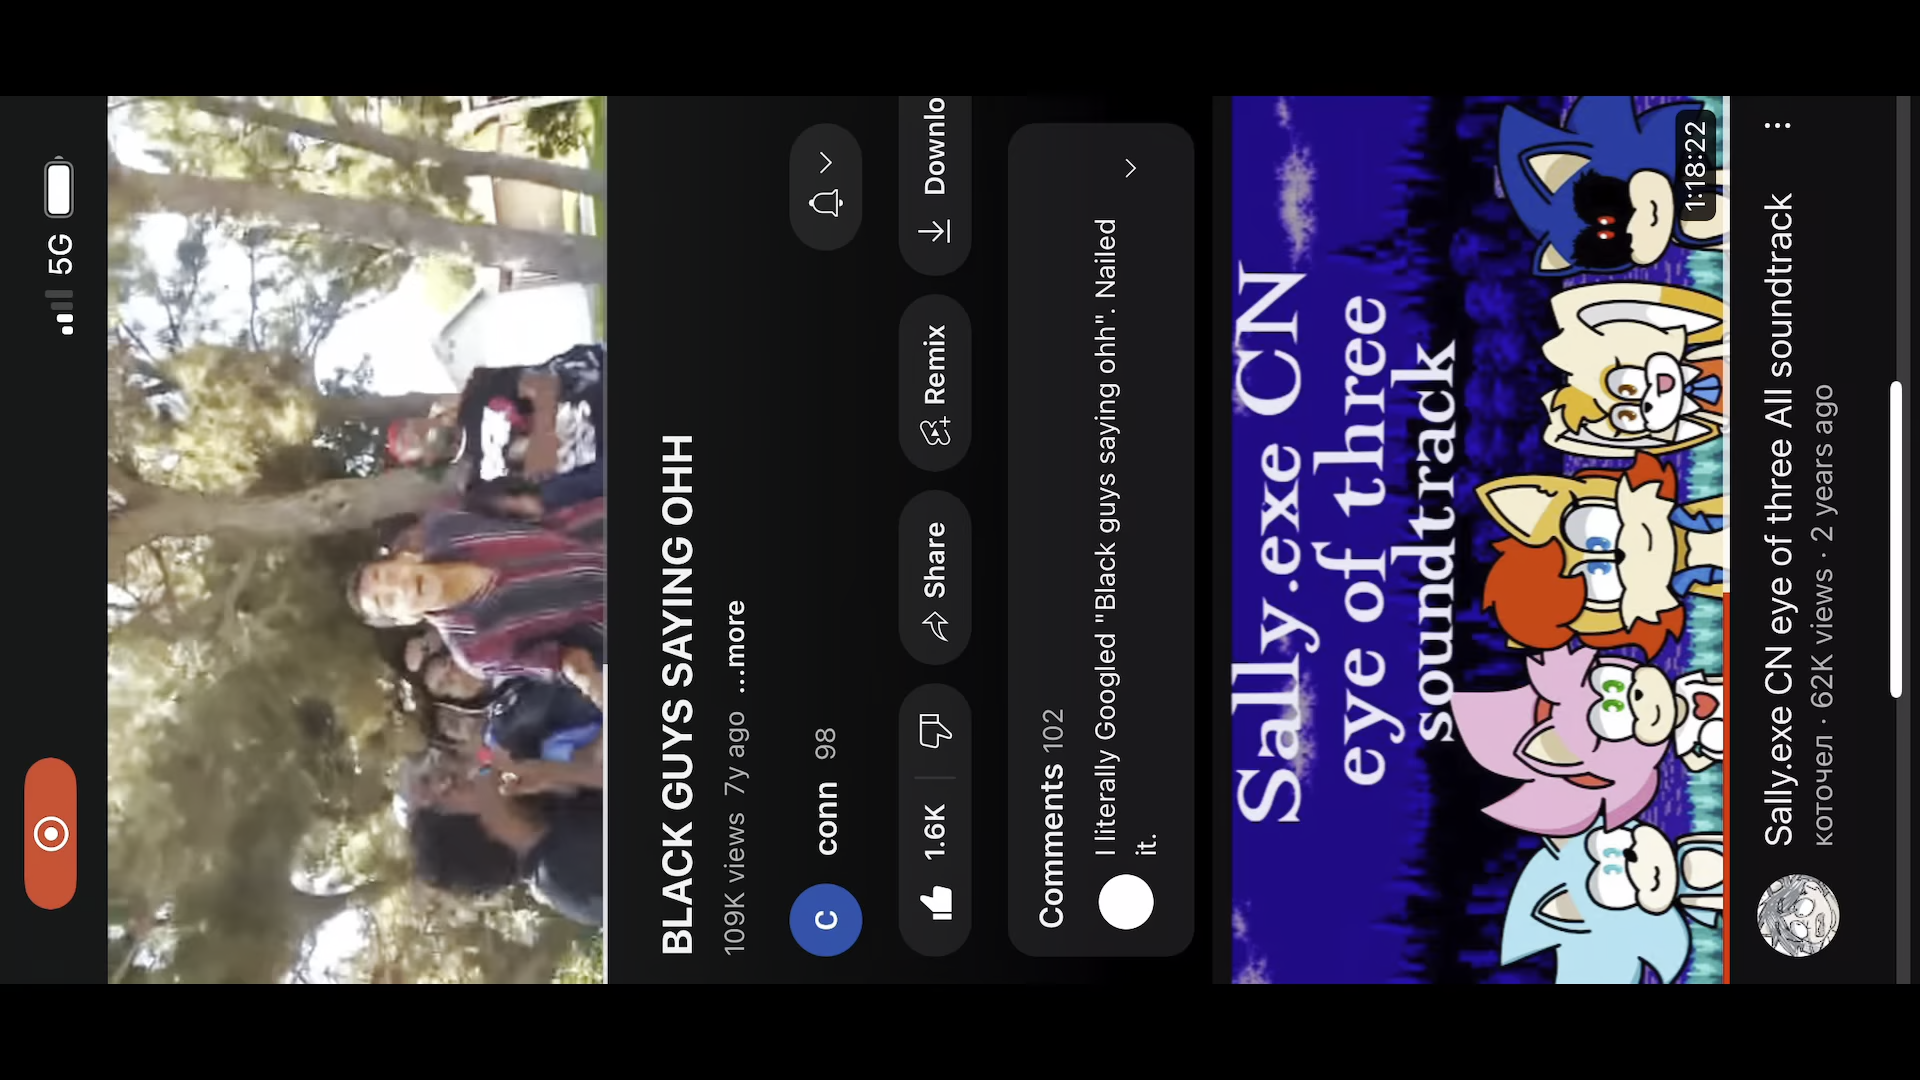 5G
BLACK GUYS SAYING OHH
109K views 7y ago ...more
C
conn 98
1.6K
Share
Remix
Downlo
Comments 102
I literally Googled "Black guys saying ohh". Nailed
it.
Sally.exe CN
eye of three
soundtrack
1:18:22
Sally.exe CN eye of three All soundtrack
коточел · 62K views · 2 years ago